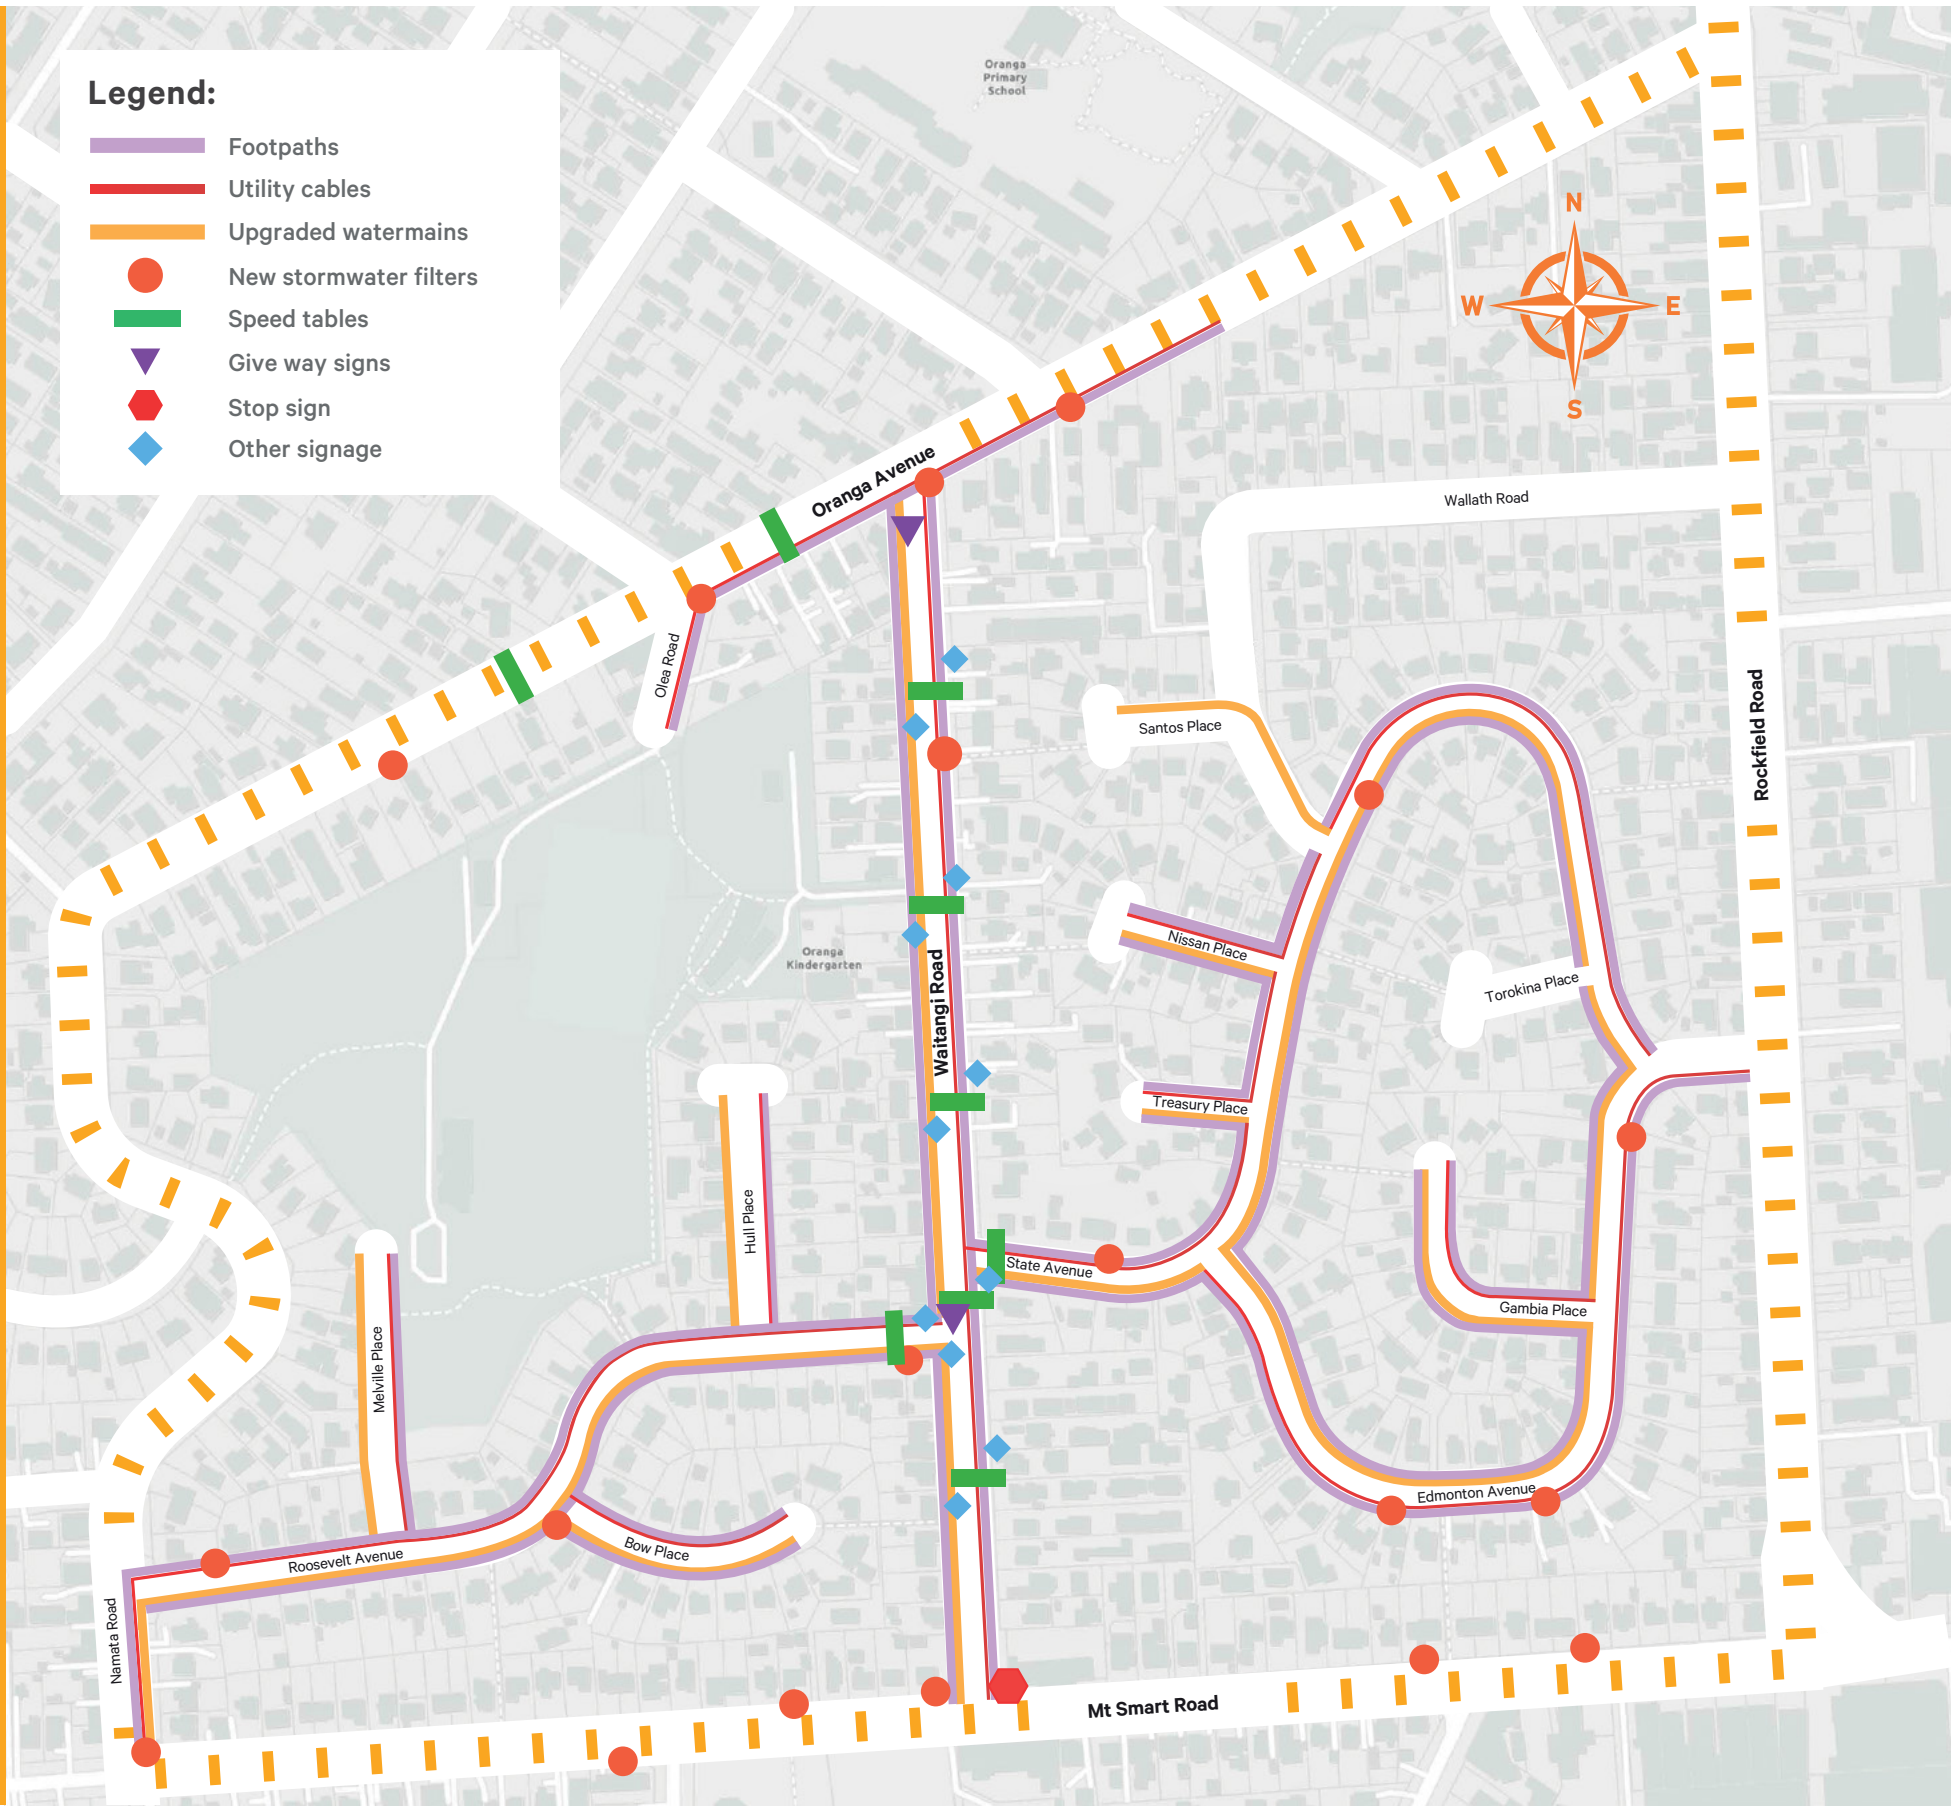 Legend:
Footpaths
Utility cables
Upgraded watermains
New stormwater filters
Speed tables
Give way signs
Stop sign
Other signage
Oranga
Primary
School
N
W
E
S
Oranga Avenue
Wallath Road
Olea Road
Santos Place
Rockfield Road
Nissan Place
Oranga
Kindergarten
Waitangi Road
Torokina Place
Treasury Place
Hull Place
State Avenue
Gambia Place
Melville Place
Edmonton Avenue
Bow Place
Roosevelt Avenue
Namata Road
Mt Smart Road